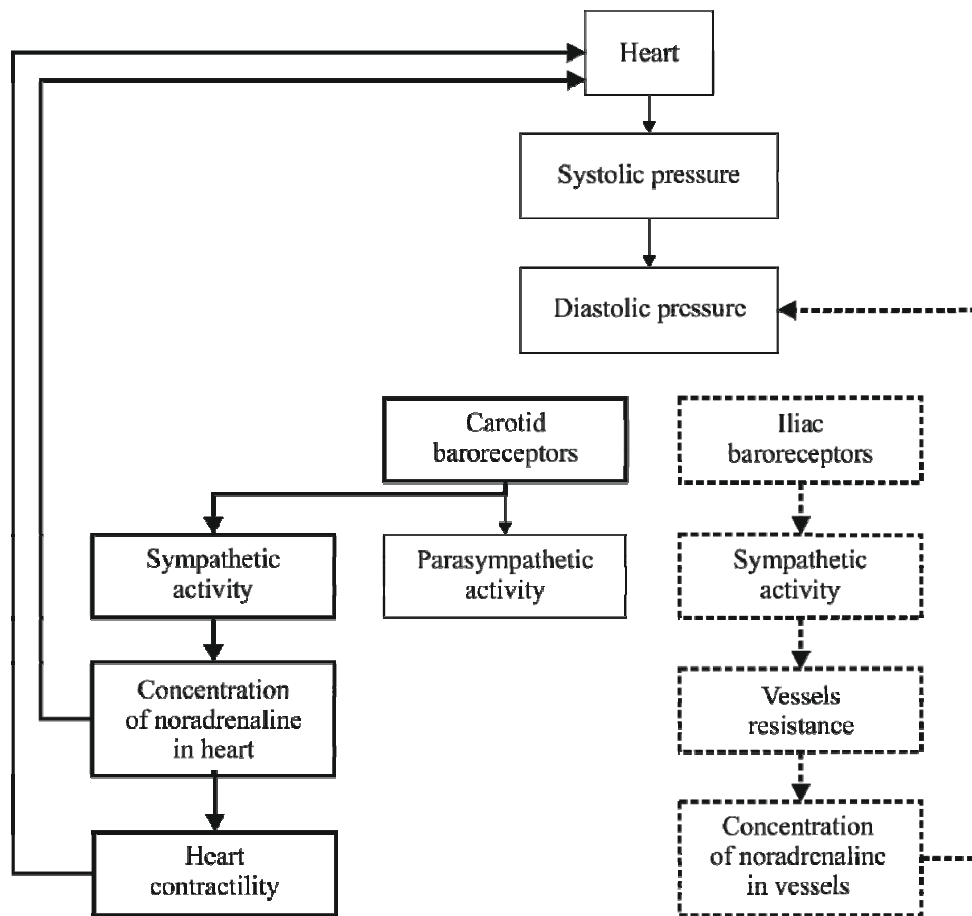 Heart
Systolic pressure
Diastolic pressure
Carotid
baroreceptors
Iliac
baroreceptors
Sympathetic
activity
Parasympathetic
activity
Sympathetic
activity
Concentration
of noradrenaline
in heart
Vessels
resistance
Heart
contractility
Concentration
of noradrenaline
in vessels